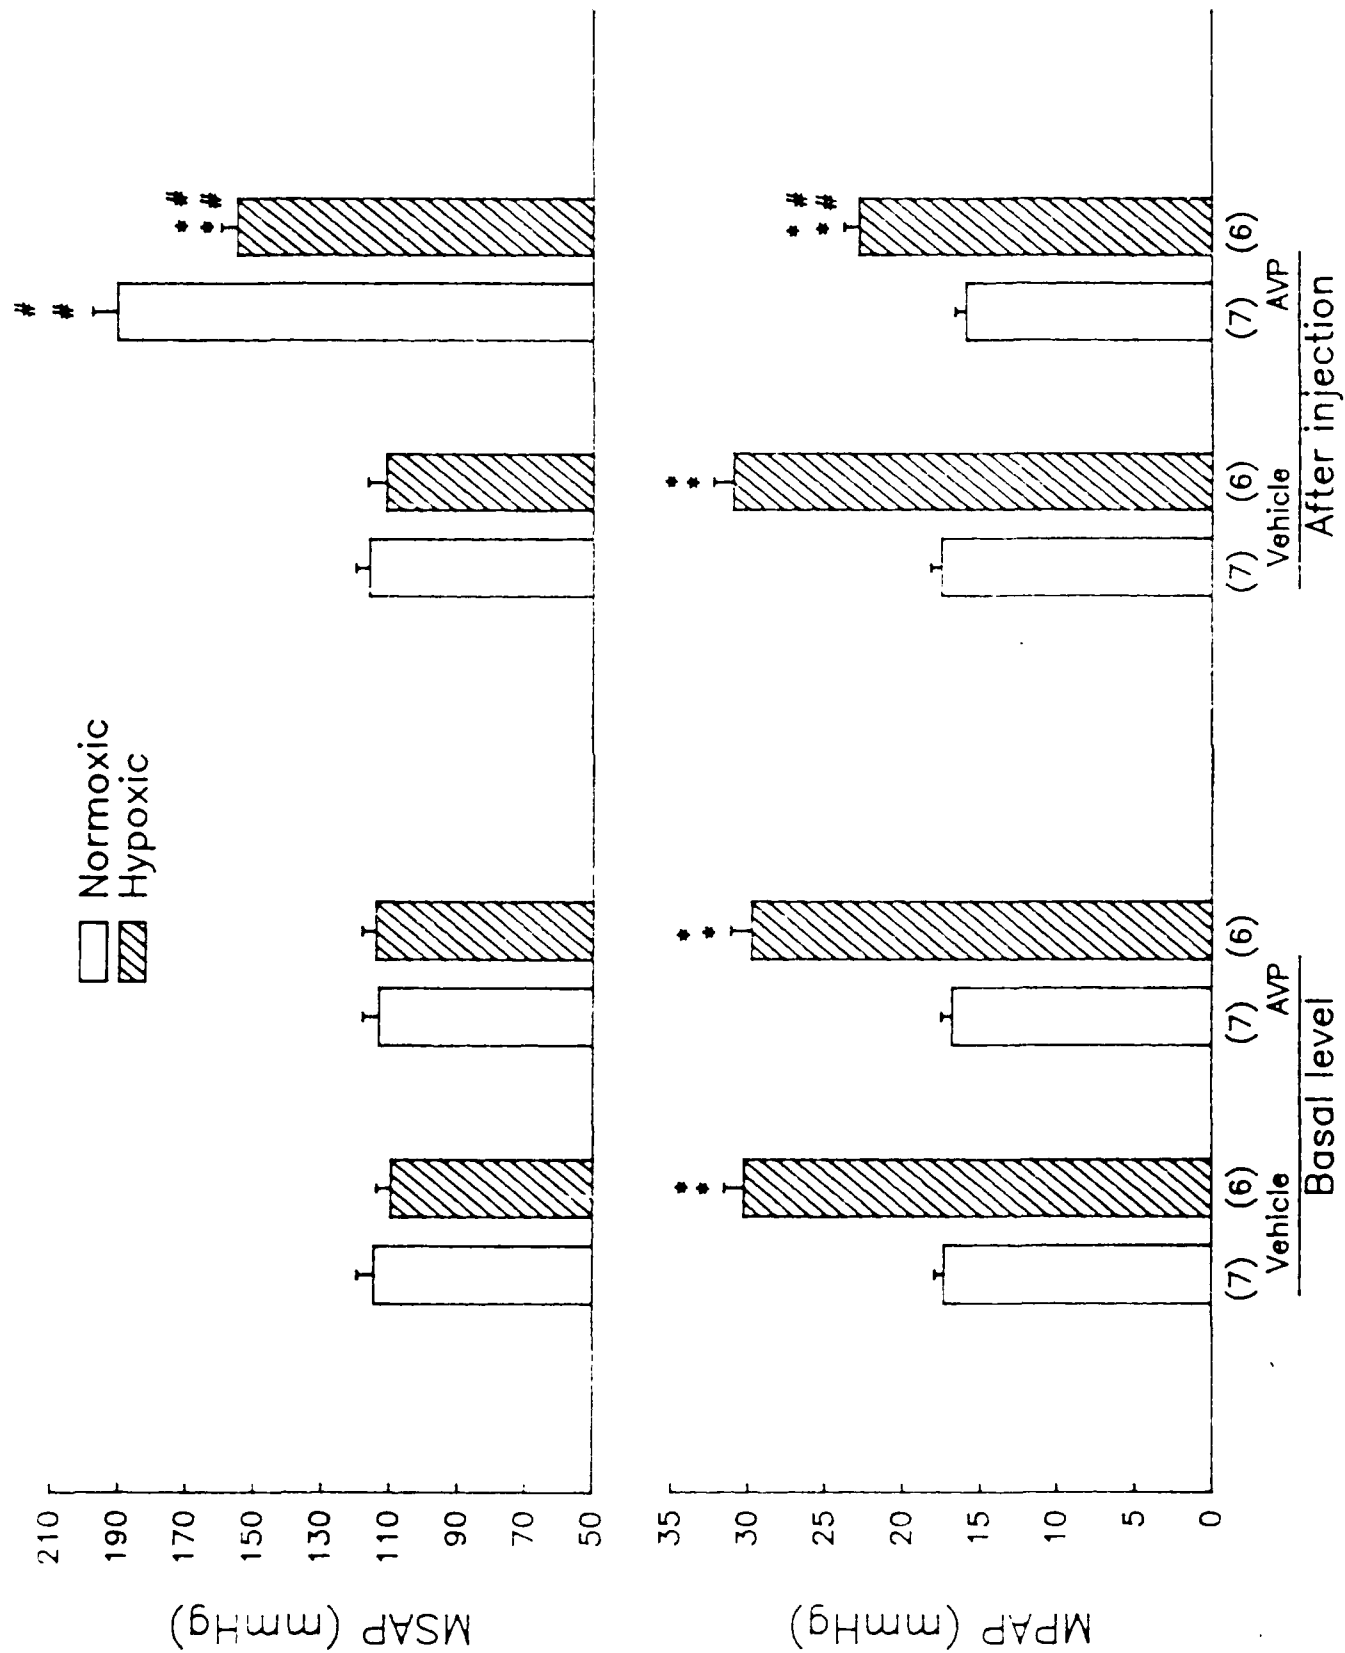 Normoxic
Hypoxic
MSAP (mmHg)
210
190
170
150
130
110
90
70
50
# #
* * # #
MPAP (mmHg)
35
30
25
20
15
10
5
0
* *
* *
* *
* * # #
(7) (6) (7) (6) (7) (6) (7) (6)
Vehicle AVP Vehicle AVP
Basal level After injection